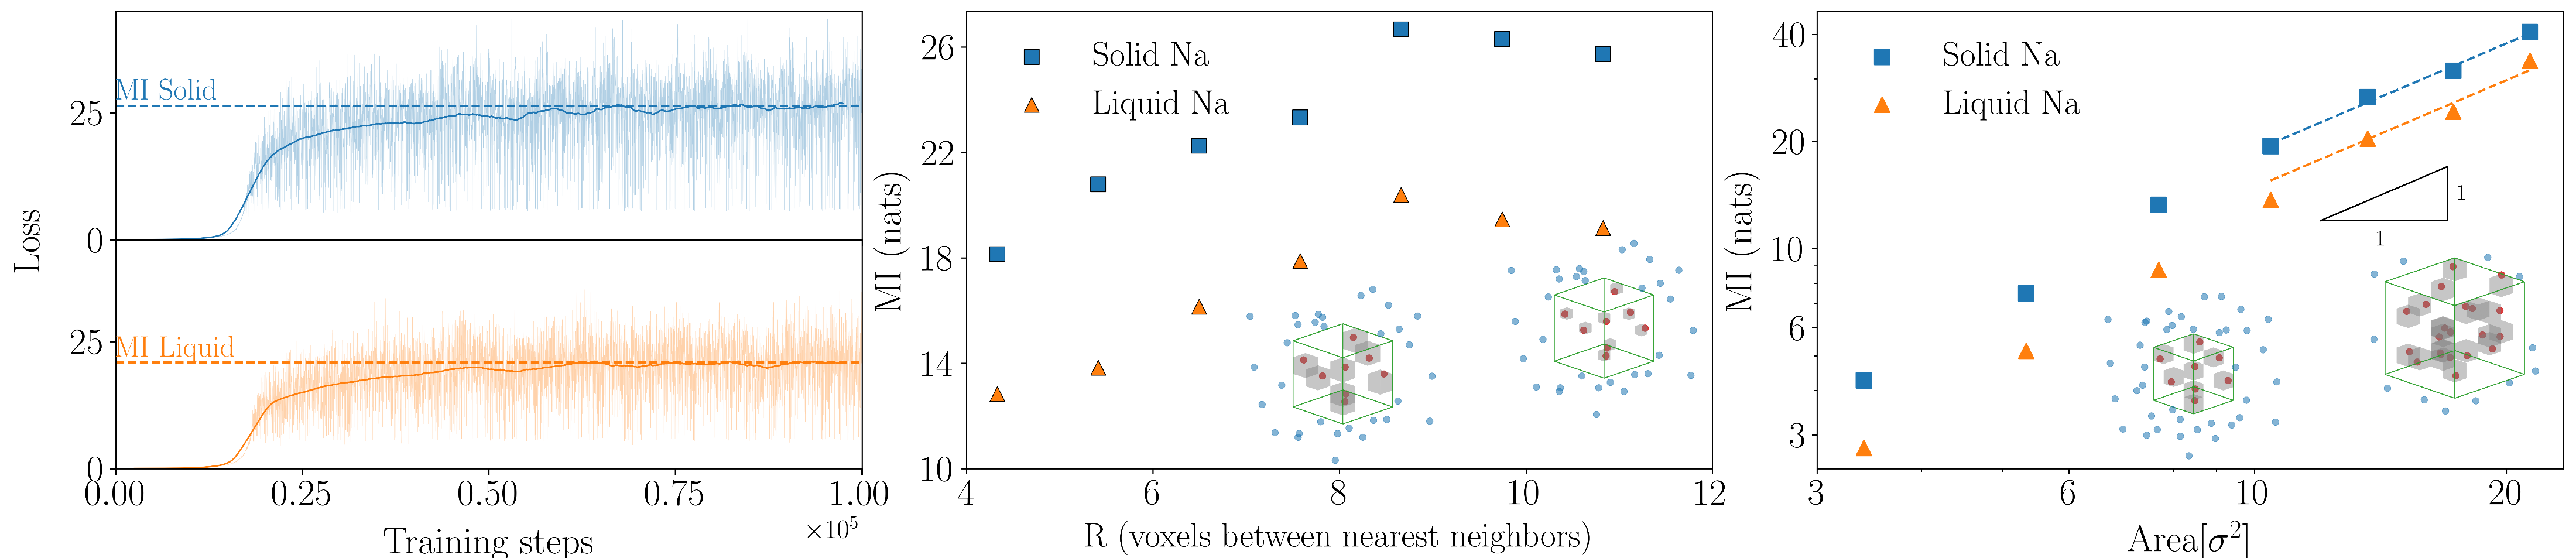 Loss
25
0
25
0
MI Solid
MI Liquid
0.00 0.25 0.50 0.75 1.00
×10⁵
Training steps
MI (nats)
26
22
18
14
10
Solid Na
Liquid Na
4 6 8 10 12
R (voxels between nearest neighbors)
MI (nats)
40
20
10
6
3
Solid Na
Liquid Na
1
1
3 6 10 20
Area[σ²]